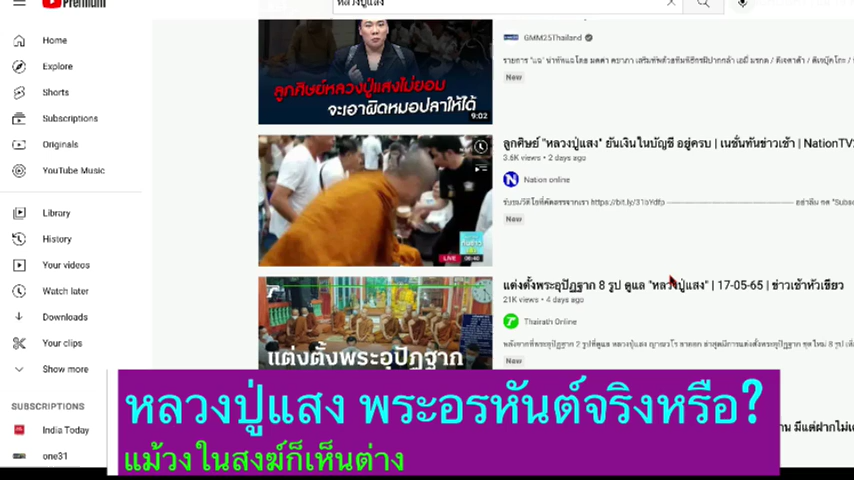 Premium
หลวงปู่แสง
Home
Explore
Shorts
Subscriptions
Originals
YouTube Music
Library
History
Your videos
Watch later
Downloads
Your clips
Show more
SUBSCRIPTIONS
India Today
one31
ลูกศิษย์หลวงปู่แสงไม่ยอม
จะเอาผิดหมอปลาให้ได้
9:02
GMM25Thailand
New
ลูกศิษย์ "หลวงปู่แสง" ยันเงินในบัญชี อยู่ครบ | เนชั่นทันข่าวเช้า | NationTV2
3.6K views • 2 days ago
Nation online
New
LIVE 06:40
แต่งตั้งพระอุปัฏฐาก 8 รูป ดูแล "หลวงปู่แสง" | 17-05-65 | ข่าวเช้าหัวเขียว
21K views • 4 days ago
Thairath Online
New
แต่งตั้งพระอุปัฏฐาก
หลวงปู่แสง พระอรหันต์จริงหรือ?
แม้วงในสงฆ์ก็เห็นต่าง